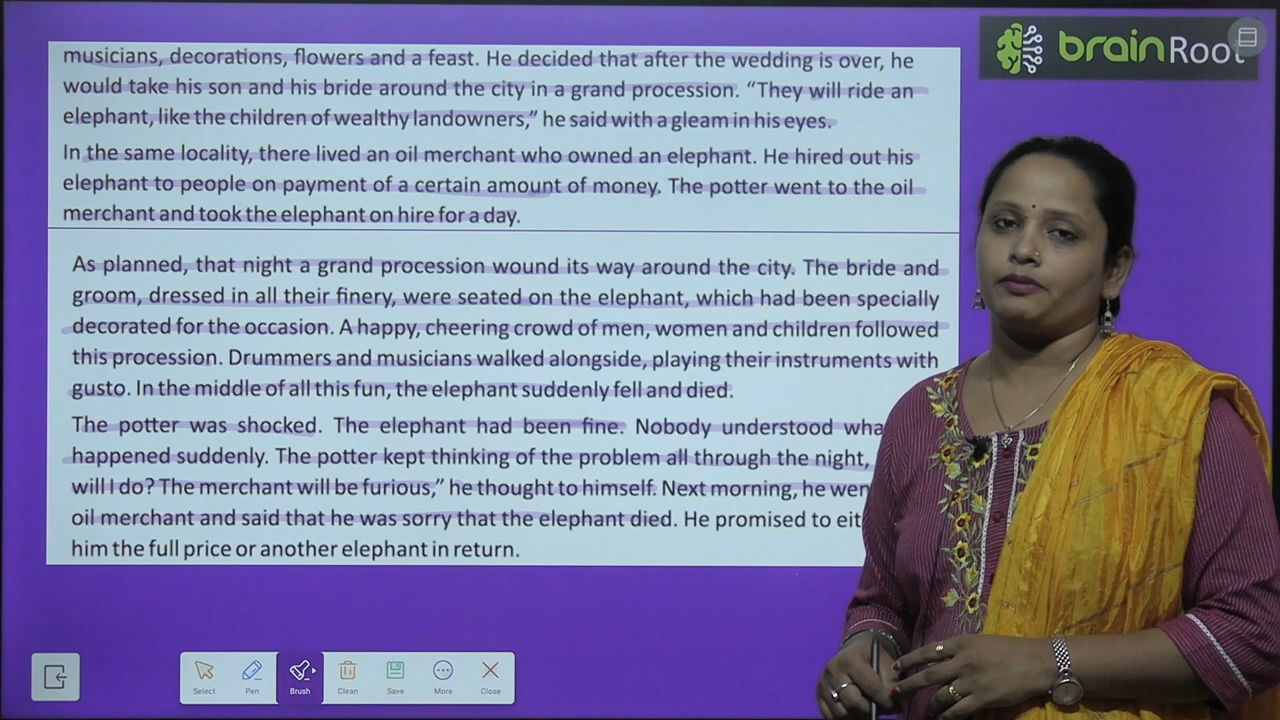 musicians, decorations, flowers and a feast. He decided that after the wedding is over, he
would take his son and his bride around the city in a grand procession. “They will ride an
elephant, like the children of wealthy landowners,” he said with a gleam in his eyes.
In the same locality, there lived an oil merchant who owned an elephant. He hired out his
elephant to people on payment of a certain amount of money. The potter went to the oil
merchant and took the elephant on hire for a day.
As planned, that night a grand procession wound its way around the city. The bride and
groom, dressed in all their finery, were seated on the elephant, which had been specially
decorated for the occasion. A happy, cheering crowd of men, women and children followed
this procession. Drummers and musicians walked alongside, playing their instruments with
gusto. In the middle of all this fun, the elephant suddenly fell and died.
The potter was shocked. The elephant had been fine. Nobody understood
happened suddenly. The potter kept thinking of the problem all through the night,
will I do? The merchant will be furious,” he thought to himself. Next morning, he
oil merchant and said that he was sorry that the elephant died. He promised to
him the full price or another elephant in return.
brainRoot
Select Pen Brush Clean Save More Close